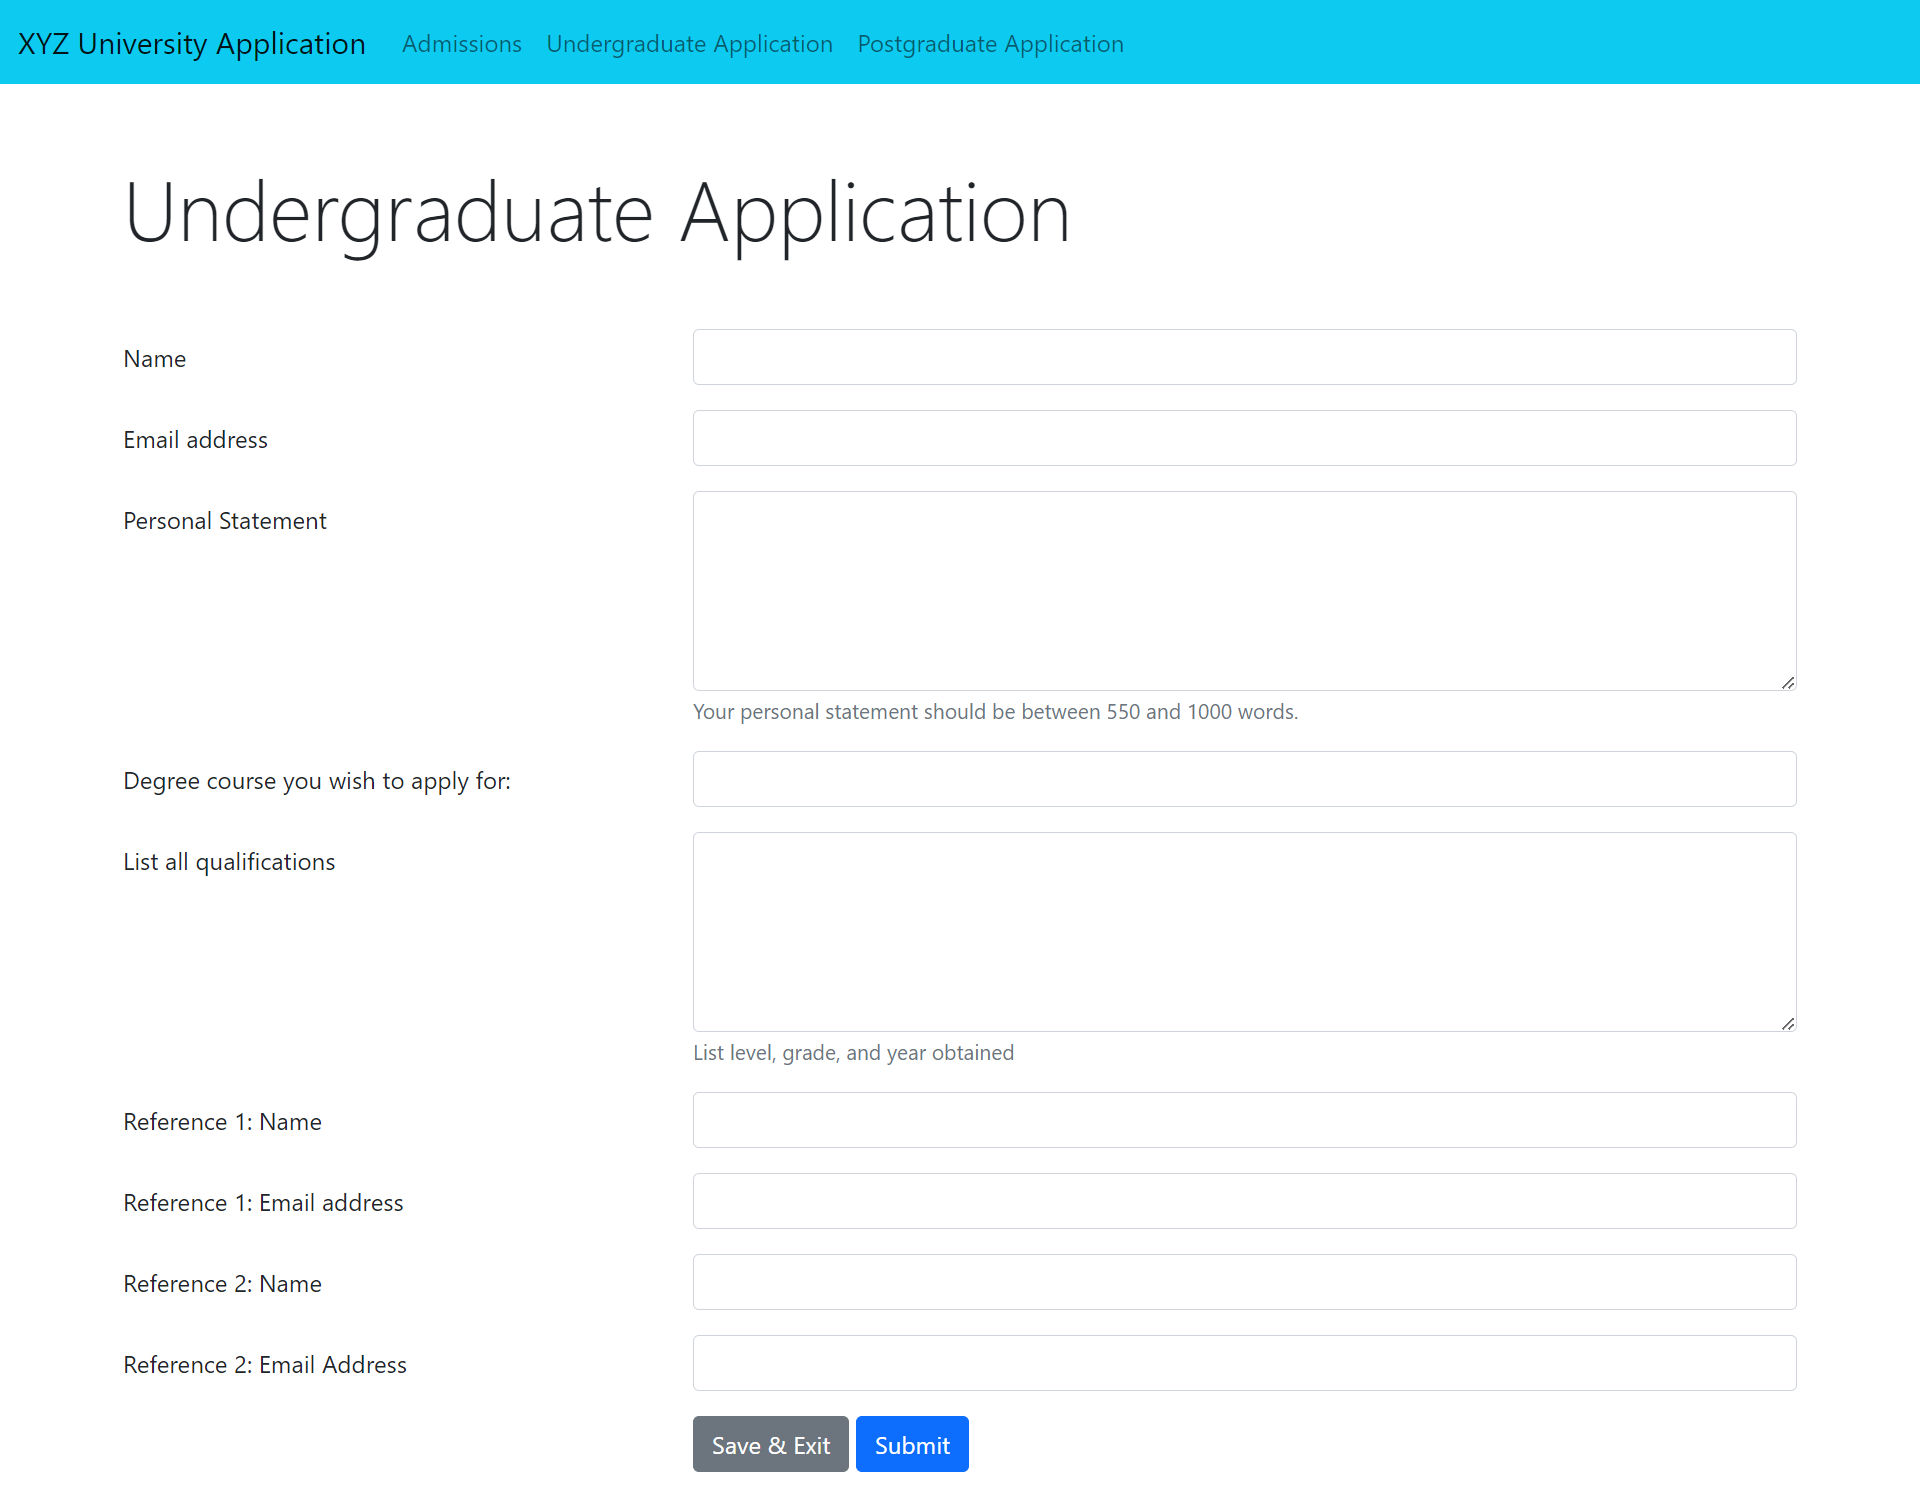 XYZ University Application Admissions Undergraduate Application Postgraduate Application
Undergraduate Application
Name
Email address
Personal Statement
Your personal statement should be between 550 and 1000 words.
Degree course you wish to apply for:
List all qualifications
List level, grade, and year obtained
Reference 1: Name
Reference 1: Email address
Reference 2: Name
Reference 2: Email Address
Save & Exit Submit